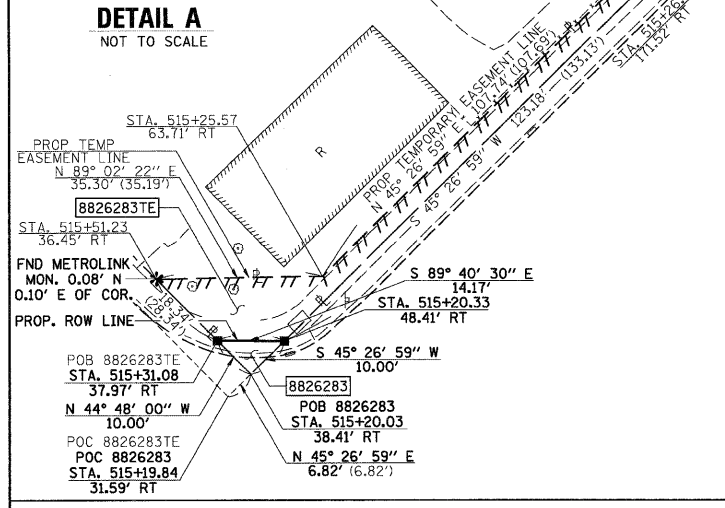 DETAIL A
NOT TO SCALE
STA. 515+25.57
63.71' RT
PROP TEMP
EASEMENT LINE
N 89° 02' 22" E
35.30' (35.19')
8826283TE
STA. 515+51.23
36.45' RT
FND METROLINK
MON. 0.08' N
0.10' E OF COR.
PROP. ROW LINE
18.34'
(28.34')
POB 8826283TE
STA. 515+31.08
37.97' RT
N 44° 48' 00" W
10.00'
POC 8826283TE
POC 8826283
STA. 515+19.84
31.59' RT
R
PROP TEMPORARY EASEMENT LINE
N 45° 26' 59" E 107.74' (107.69')
S 45° 26' 59" W 123.18' (133.13')
171.52' RT
S 89° 40' 30" E
14.17'
STA. 515+20.33
48.41' RT
S 45° 26' 59" W
10.00'
8826283
POB 8826283
STA. 515+20.03
38.41' RT
N 45° 26' 59" E
6.82' (6.82')